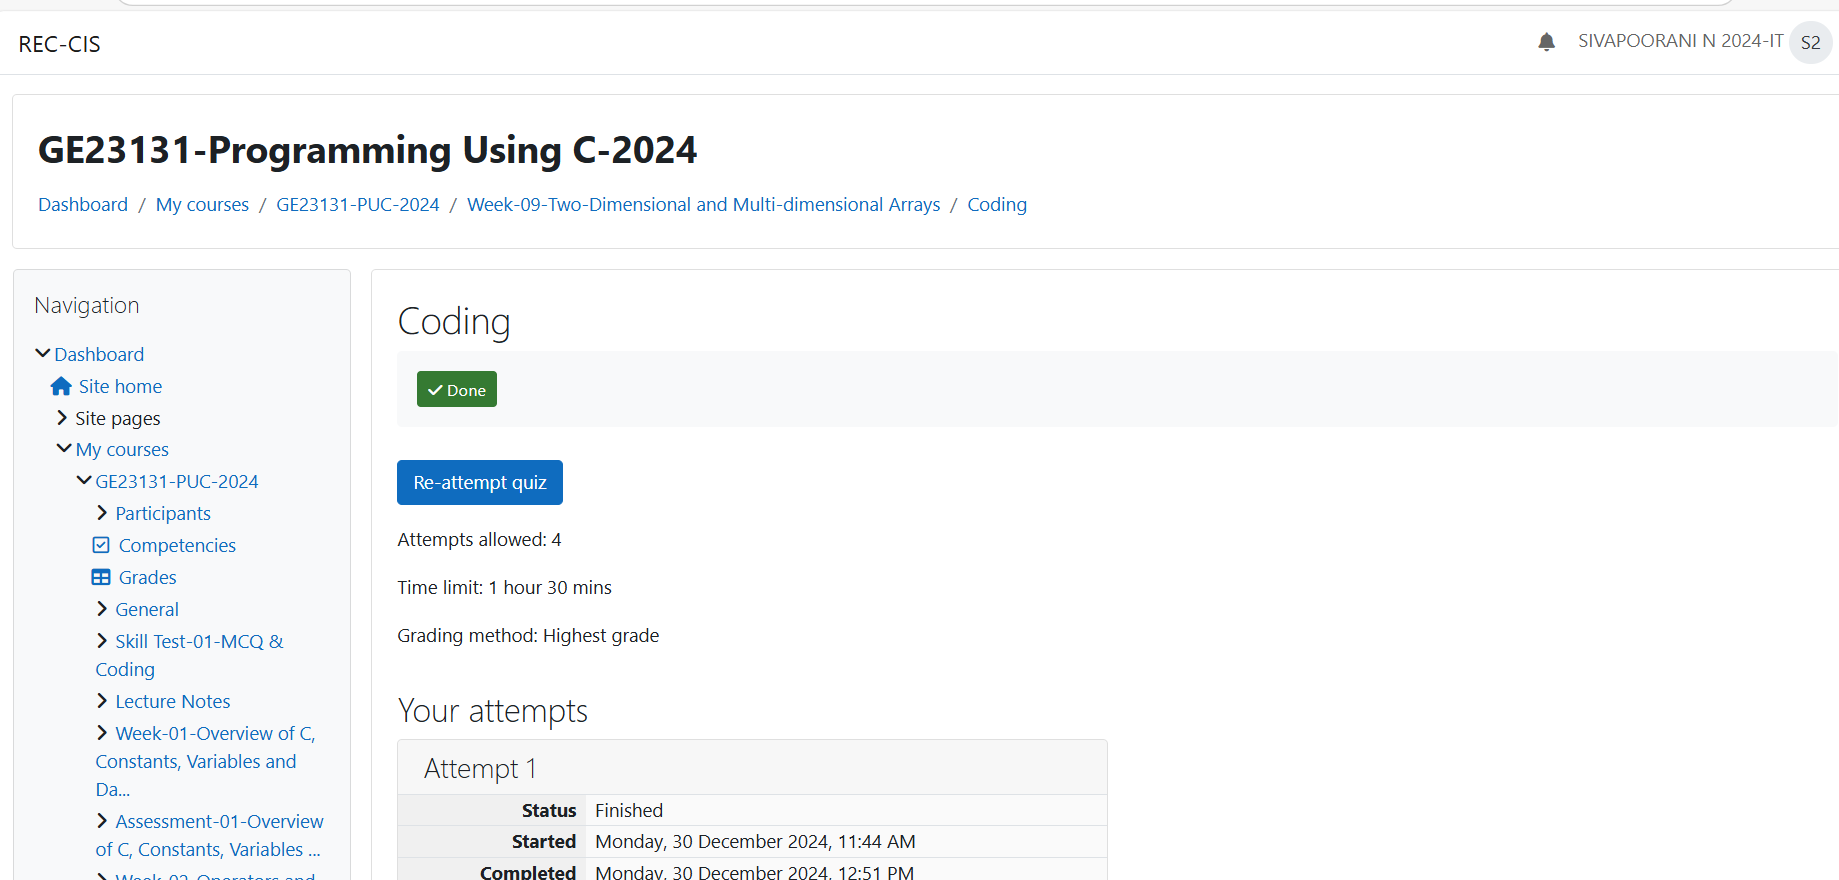 REC-CIS
SIVAPOORANI N 2024-IT S2
GE23131-Programming Using C-2024
Dashboard / My courses / GE23131-PUC-2024 / Week-09-Two-Dimensional and Multi-dimensional Arrays / Coding
Navigation
Dashboard
Site home
Site pages
My courses
GE23131-PUC-2024
Participants
Competencies
Grades
General
Skill Test-01-MCQ &
Coding
Lecture Notes
Week-01-Overview of C,
Constants, Variables and
Da...
Assessment-01-Overview
of C, Constants, Variables ...
Week-02-Operators and
Coding
Done
Re-attempt quiz
Attempts allowed: 4
Time limit: 1 hour 30 mins
Grading method: Highest grade
Your attempts
Attempt 1
Status Finished
Started Monday, 30 December 2024, 11:44 AM
Completed Monday, 30 December 2024, 12:51 PM